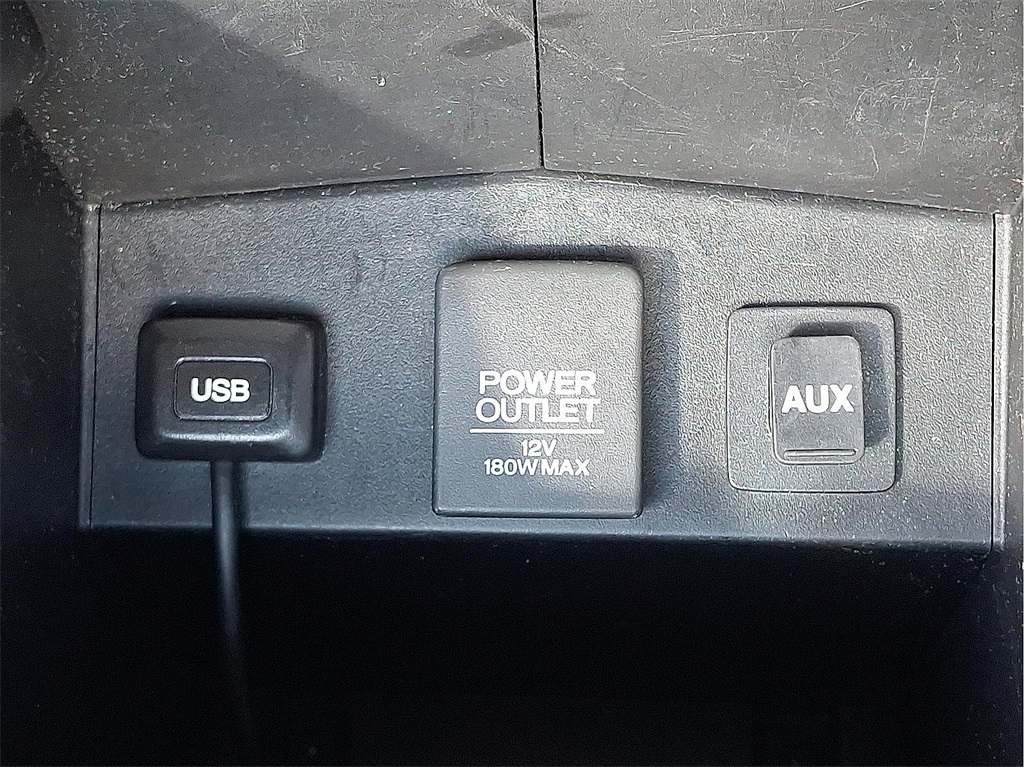 USB
POWER
OUTLET
12V
180W MAX
AUX